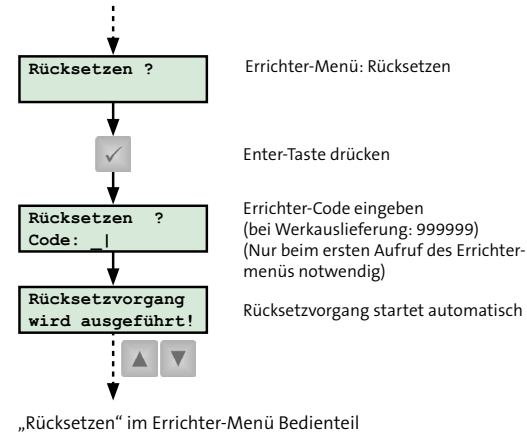 Rücksetzen ?
Errichter-Menü: Rücksetzen
Enter-Taste drücken
Rücksetzen ?
Code: _|
Errichter-Code eingeben
(bei Werkauslieferung: 999999)
(Nur beim ersten Aufruf des Errichter-
menüs notwendig)
Rücksetzvorgang
wird ausgeführt!
Rücksetzvorgang startet automatisch
„Rücksetzen“ im Errichter-Menü Bedienteil